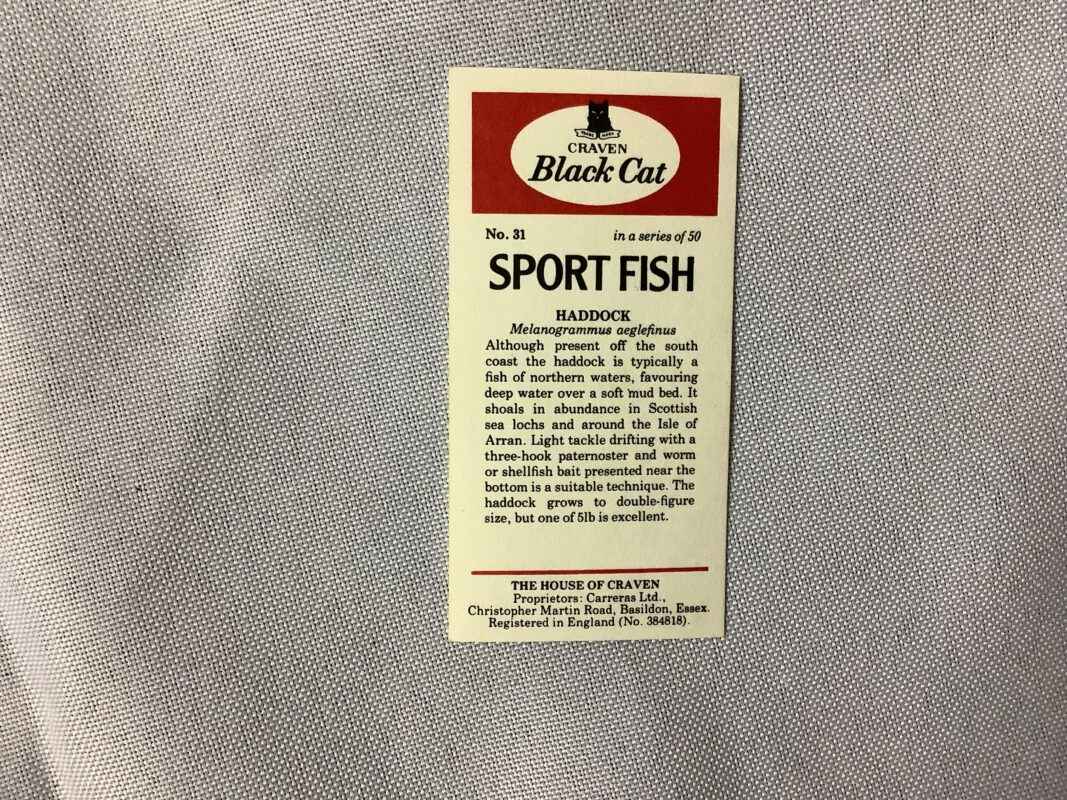 TRADE MARK
CRAVEN
Black Cat
No. 31 in a series of 50
SPORT FISH
HADDOCK
Melanogrammus aeglefinus
Although present off the south
coast the haddock is typically a
fish of northern waters, favouring
deep water over a soft mud bed. It
shoals in abundance in Scottish
sea lochs and around the Isle of
Arran. Light tackle drifting with a
three-hook paternoster and worm
or shellfish bait presented near the
bottom is a suitable technique. The
haddock grows to double-figure
size, but one of 5lb is excellent.
THE HOUSE OF CRAVEN
Proprietors: Carreras Ltd.,
Christopher Martin Road, Basildon, Essex.
Registered in England (No. 384818).